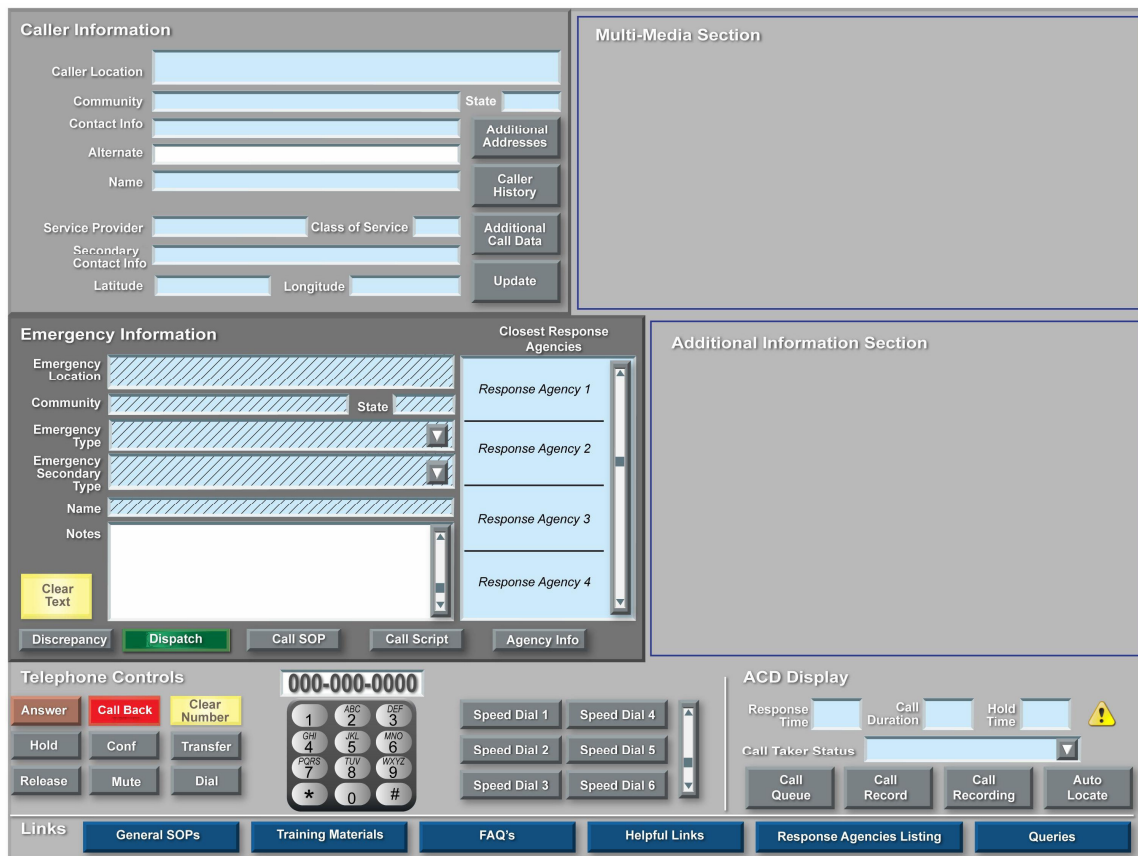 Caller Information
Caller Location
Community
State
Contact Info
Alternate
Name
Additional
Addresses
Caller
History
Service Provider
Class of Service
Additional
Call Data
Secondary
Contact Info
Latitude
Longitude
Update
Multi-Media Section
Emergency Information
Emergency
Location
Community
State
Emergency
Type
Emergency
Secondary
Type
Name
Notes
Clear
Text
Closest Response
Agencies
Response Agency 1
Response Agency 2
Response Agency 3
Response Agency 4
Discrepancy
Dispatch
Call SOP
Call Script
Agency Info
Additional Information Section
Telephone Controls
Answer
Call Back
Clear
Number
Hold
Conf
Transfer
Release
Mute
Dial
000-000-0000
1
ABC
2
DEF
3
GHI
4
JKL
5
MNO
6
PQRS
7
TUV
8
WXYZ
9
*
0
#
Speed Dial 1
Speed Dial 4
Speed Dial 2
Speed Dial 5
Speed Dial 3
Speed Dial 6
ACD Display
Response
Time
Call
Duration
Hold
Time
!
Call Taker Status
Call
Queue
Call
Record
Call
Recording
Auto
Locate
Links
General SOPs
Training Materials
FAQ's
Helpful Links
Response Agencies Listing
Queries